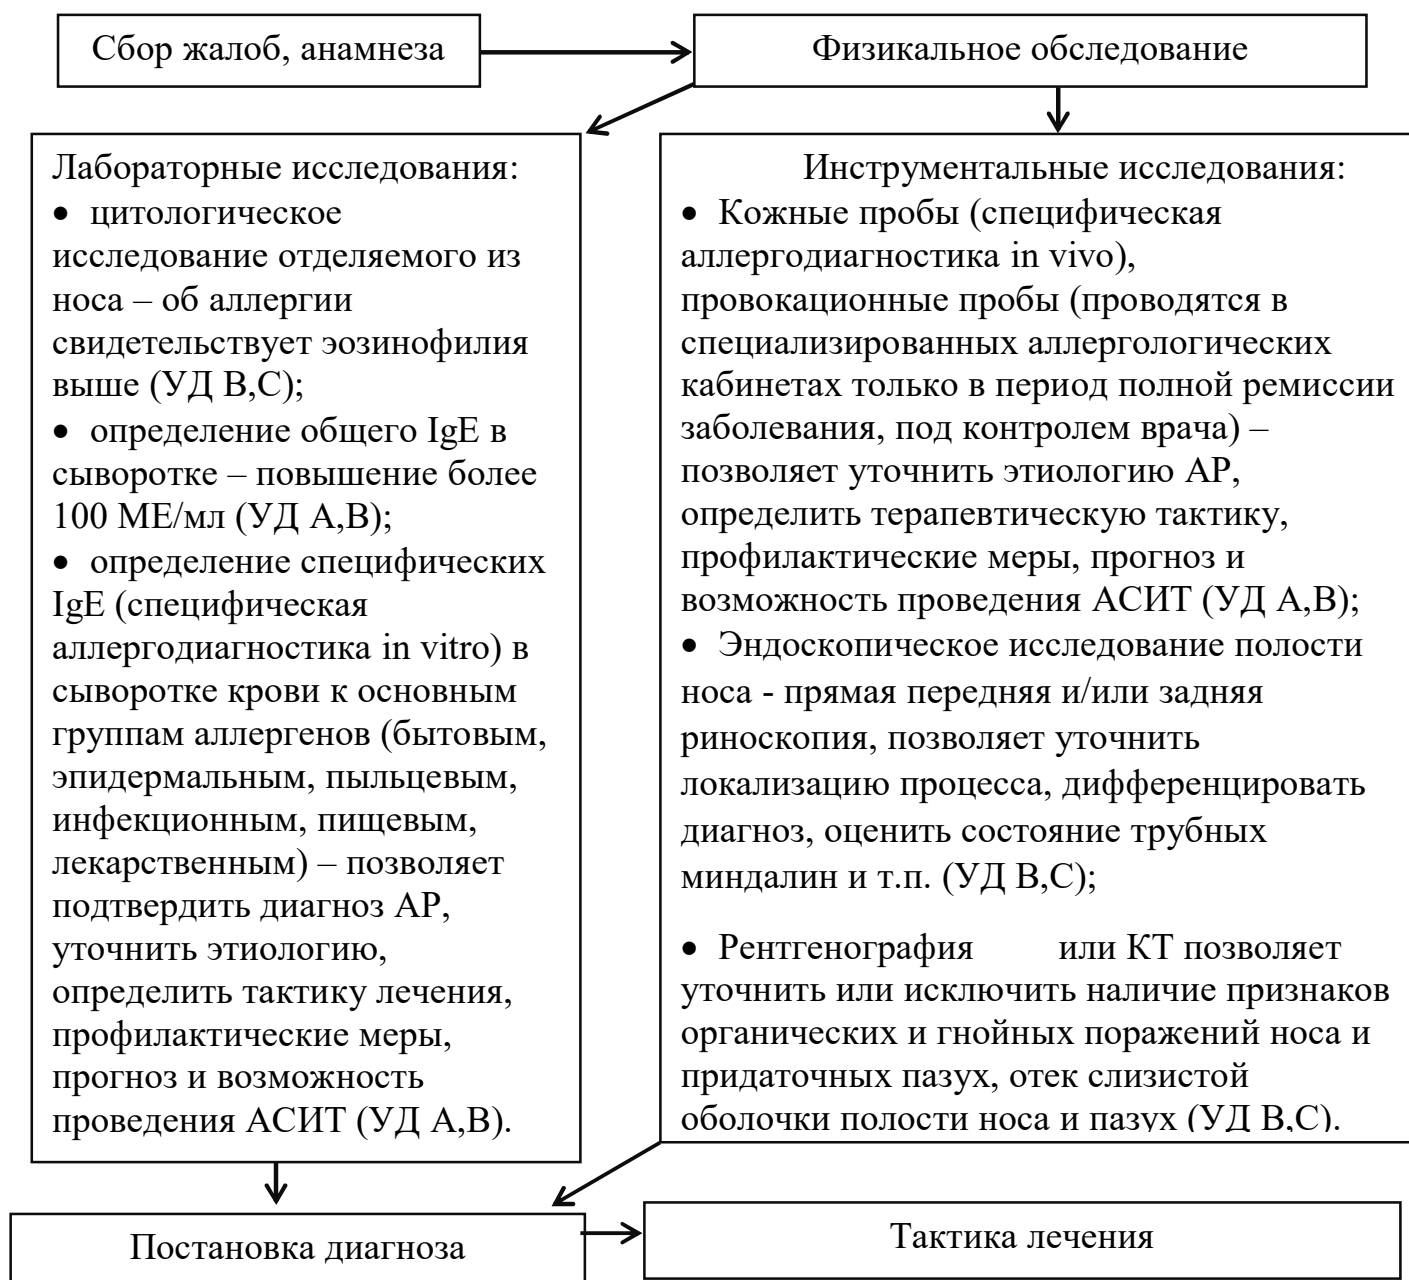 Сбор жалоб, анамнеза
Физикальное обследование
Лабораторные исследования:
• цитологическое
исследование отделяемого из
носа – об аллергии
свидетельствует эозинофилия
выше (УД В,С);
• определение общего IgE в
сыворотке – повышение более
100 МЕ/мл (УД А,В);
• определение специфических
IgE (специфическая
аллергодиагностика in vitro) в
сыворотке крови к основным
группам аллергенов (бытовым,
эпидермальным, пыльцевым,
инфекционным, пищевым,
лекарственным) – позволяет
подтвердить диагноз АР,
уточнить этиологию,
определить тактику лечения,
профилактические меры,
прогноз и возможность
проведения АСИТ (УД А,В).
Инструментальные исследования:
• Кожные пробы (специфическая
аллергодиагностика in vivo),
провокационные пробы (проводятся в
специализированных аллергологических
кабинетах только в период полной ремиссии
заболевания, под контролем врача) –
позволяет уточнить этиологию АР,
определить терапевтическую тактику,
профилактические меры, прогноз и
возможность проведения АСИТ (УД А,В);
• Эндоскопическое исследование полости
носа - прямая передняя и/или задняя
риноскопия, позволяет уточнить
локализацию процесса, дифференцировать
диагноз, оценить состояние трубных
миндалин и т.п. (УД В,С);
• Рентгенография или КТ позволяет
уточнить или исключить наличие признаков
органических и гнойных поражений носа и
придаточных пазух, отек слизистой
оболочки полости носа и пазух (УД В,С).
Постановка диагноза
Тактика лечения